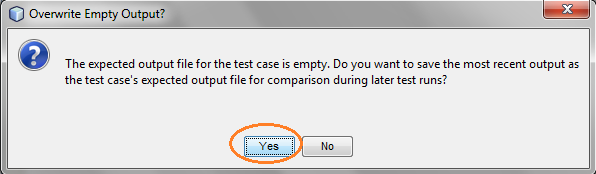 Overwrite Empty Output?
The expected output file for the test case is empty. Do you want to save the most recent output as
the test case's expected output file for comparison during later test runs?
Yes No